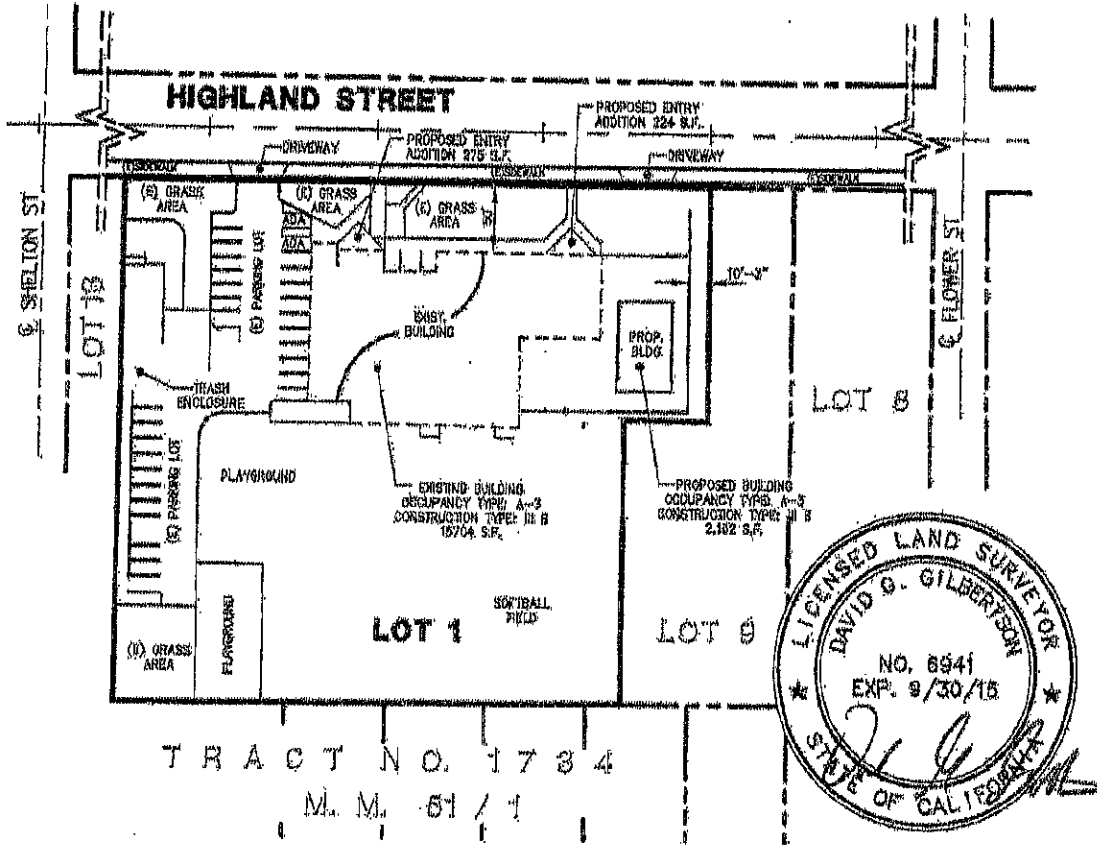 HIGHLAND STREET
PROPOSED ENTRY
ADDITION 224 S.F.
PROPOSED ENTRY
ADDITION 275 S.F.
DRIVEWAY
DRIVEWAY
(E)SIDEWALK
(E)SIDEWALK
(E)SIDEWALK
(E) GRASS
AREA
(E) GRASS
AREA
(E) GRASS
AREA
ADA
ADA
℄ SHELTON ST
LOT
(E) PARKING LOT
EXIST.
BUILDING
10'-3"
PROP.
BLDG.
℄ FLOWER ST
TRASH
ENCLOSURE
LOT 8
(E) PARKING LOT
PLAYGROUND
EXISTING BUILDING
OCCUPANCY TYPE: A-3
CONSTRUCTION TYPE: III B
15704 S.F.
PROPOSED BUILDING
OCCUPANCY TYPE: A-3
CONSTRUCTION TYPE: III B
S.F.
SOFTBALL
FIELD
LOT 1
LOT 9
(E) GRASS
AREA
PLAYGROUND
TRACT NO.
M. M. 61 / 1
LICENSED LAND SURVEYOR
DAVID GILBERTSON
NO. 6941
EXP. 9/30/15
STATE OF CALIFORNIA